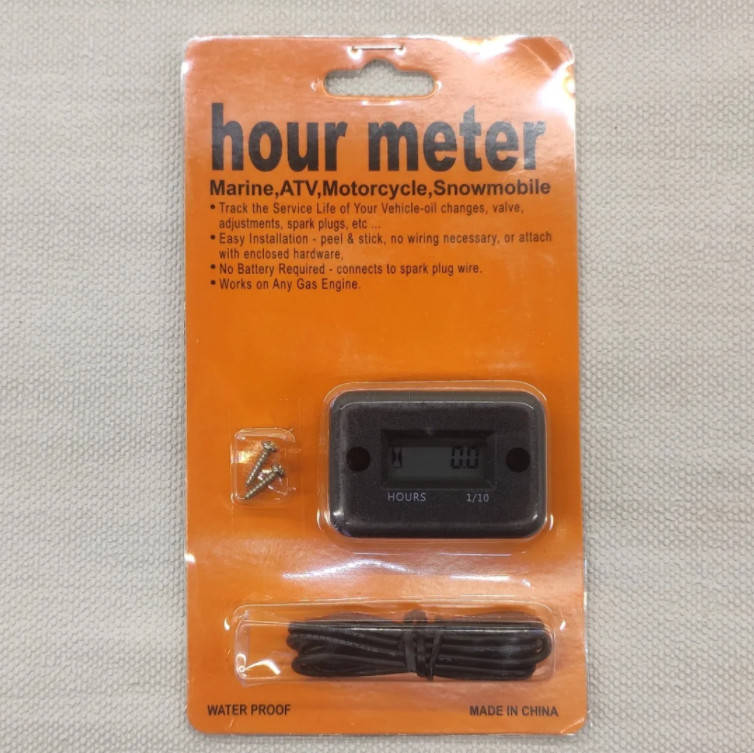 hour meter
Marine,ATV,Motorcycle,Snowmobile
• Track the Service Life of Your Vehicle-oil changes, valve,
adjustments, spark plugs, etc ...
• Easy Installation - peel & stick, no wiring necessary, or attach
with enclosed hardware,
• No Battery Required - connects to spark plug wire.
• Works on Any Gas Engine.
0.0
HOURS 1/10
WATER PROOF MADE IN CHINA